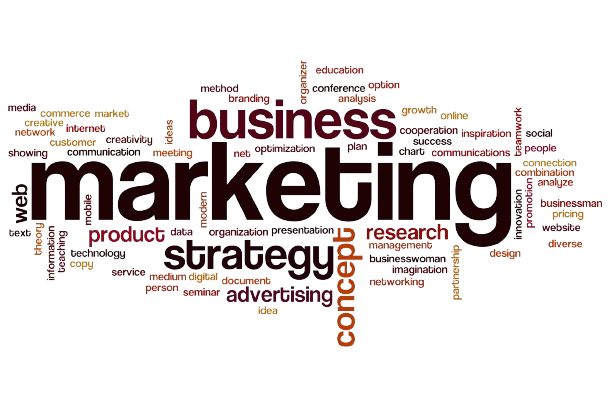 education
organizer
method
conference
option
branding
analysis
media
commerce
market
business
growth
online
creative
network
internet
ideas
cooperation
inspiration
teamwork
social
customer
creativity
success
people
showing
communication
meeting
net
optimization
plan
chart
communications
connection
marketing
combination
analyze
web
mobile
modern
innovation
promotion
businessman
pricing
text
theory
information
teaching
product
data
organization
presentation
concept
research
website
technology
strategy
management
diverse
copy
businesswoman
partnership
design
service
medium
digital
document
imagination
person
seminar
advertising
networking
idea